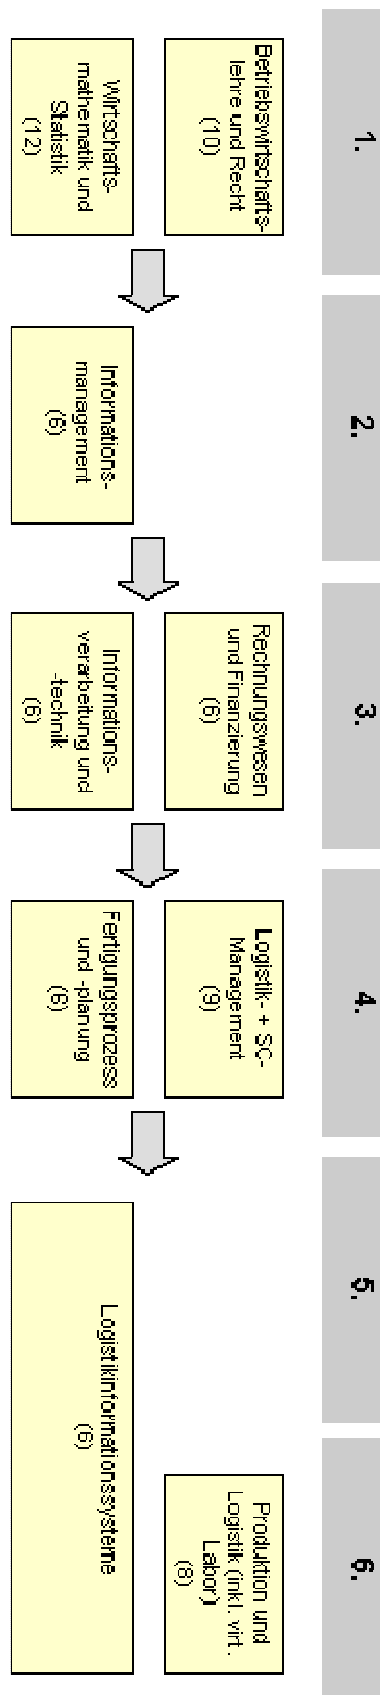 1.
Betriebswirtschafts-
lehre und Recht
(10)
Wirtschafts-
mathematik und
Statistik
(12)
2.
Informations-
management
(6)
3.
Rechnungswesen
und Finanzierung
(6)
Informations-
verarbeitung und
-technik
(6)
4.
Logistik- + SC-
Management
(9)
Fertigungsprozess
und -planung
(6)
5.
Logistikinformationssysteme
(6)
6.
Produktion und
Logistik (inkl. virt.
Labor)
(8)